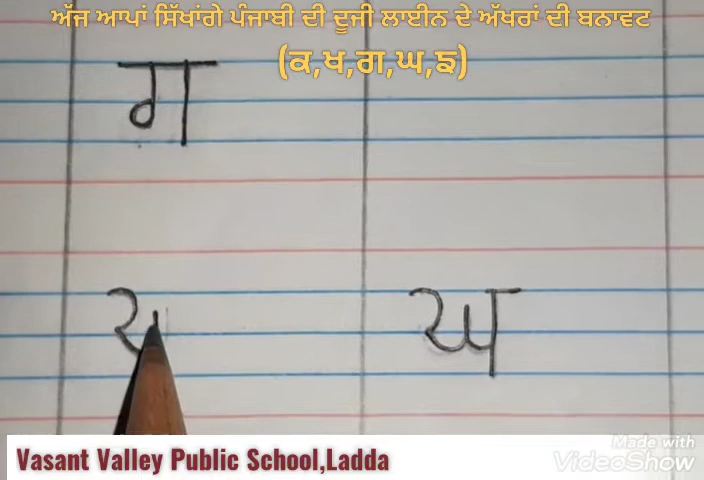 ਅੱਜ ਆਪਾਂ ਸਿੱਖਾਂਗੇ ਪੰਜਾਬੀ ਦੀ ਦੂਜੀ ਲਾਈਨ ਦੇ ਅੱਖਰਾਂ ਦੀ ਬਨਾਵਟ
(ਕ,ਖ,ਗ,ਘ,ਙ)
ਗ
ਘ
Made with
VideoShow
Vasant Valley Public School,Ladda